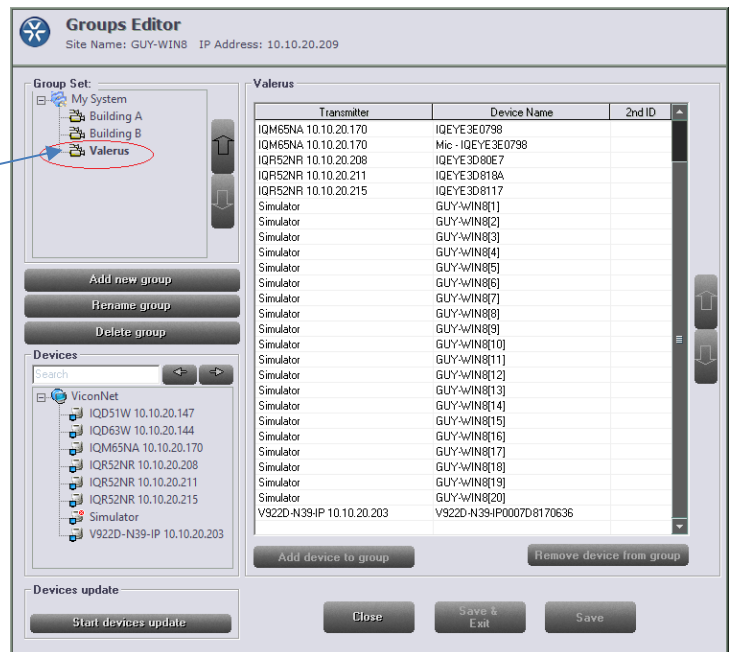 Groups Editor
Site Name: GUY-WIN8 IP Address: 10.10.20.209
Group Set:
My System
Building A
Building B
Valerus
Add new group
Rename group
Delete group
Devices
Search
ViconNet
IQD51W 10.10.20.147
IQD63W 10.10.20.144
IQM65NA 10.10.20.170
IQR52NR 10.10.20.208
IQR52NR 10.10.20.211
IQR52NR 10.10.20.215
Simulator
V922D-N39-IP 10.10.20.203
Devices update
Start devices update
Valerus
Transmitter Device Name 2nd ID
IQM65NA 10.10.20.170 IQEYE3E0798
IQM65NA 10.10.20.170 Mic - IQEYE3E0798
IQR52NR 10.10.20.208 IQEYE3D80E7
IQR52NR 10.10.20.211 IQEYE3D818A
IQR52NR 10.10.20.215 IQEYE3D8117
Simulator GUY-WIN8[1]
Simulator GUY-WIN8[2]
Simulator GUY-WIN8[3]
Simulator GUY-WIN8[4]
Simulator GUY-WIN8[5]
Simulator GUY-WIN8[6]
Simulator GUY-WIN8[7]
Simulator GUY-WIN8[8]
Simulator GUY-WIN8[9]
Simulator GUY-WIN8[10]
Simulator GUY-WIN8[11]
Simulator GUY-WIN8[12]
Simulator GUY-WIN8[13]
Simulator GUY-WIN8[14]
Simulator GUY-WIN8[15]
Simulator GUY-WIN8[16]
Simulator GUY-WIN8[17]
Simulator GUY-WIN8[18]
Simulator GUY-WIN8[19]
Simulator GUY-WIN8[20]
V922D-N39-IP 10.10.20.203 V922D-N39-IP0007D8170636
Add device to group
Remove device from group
Close
Save &
Exit
Save